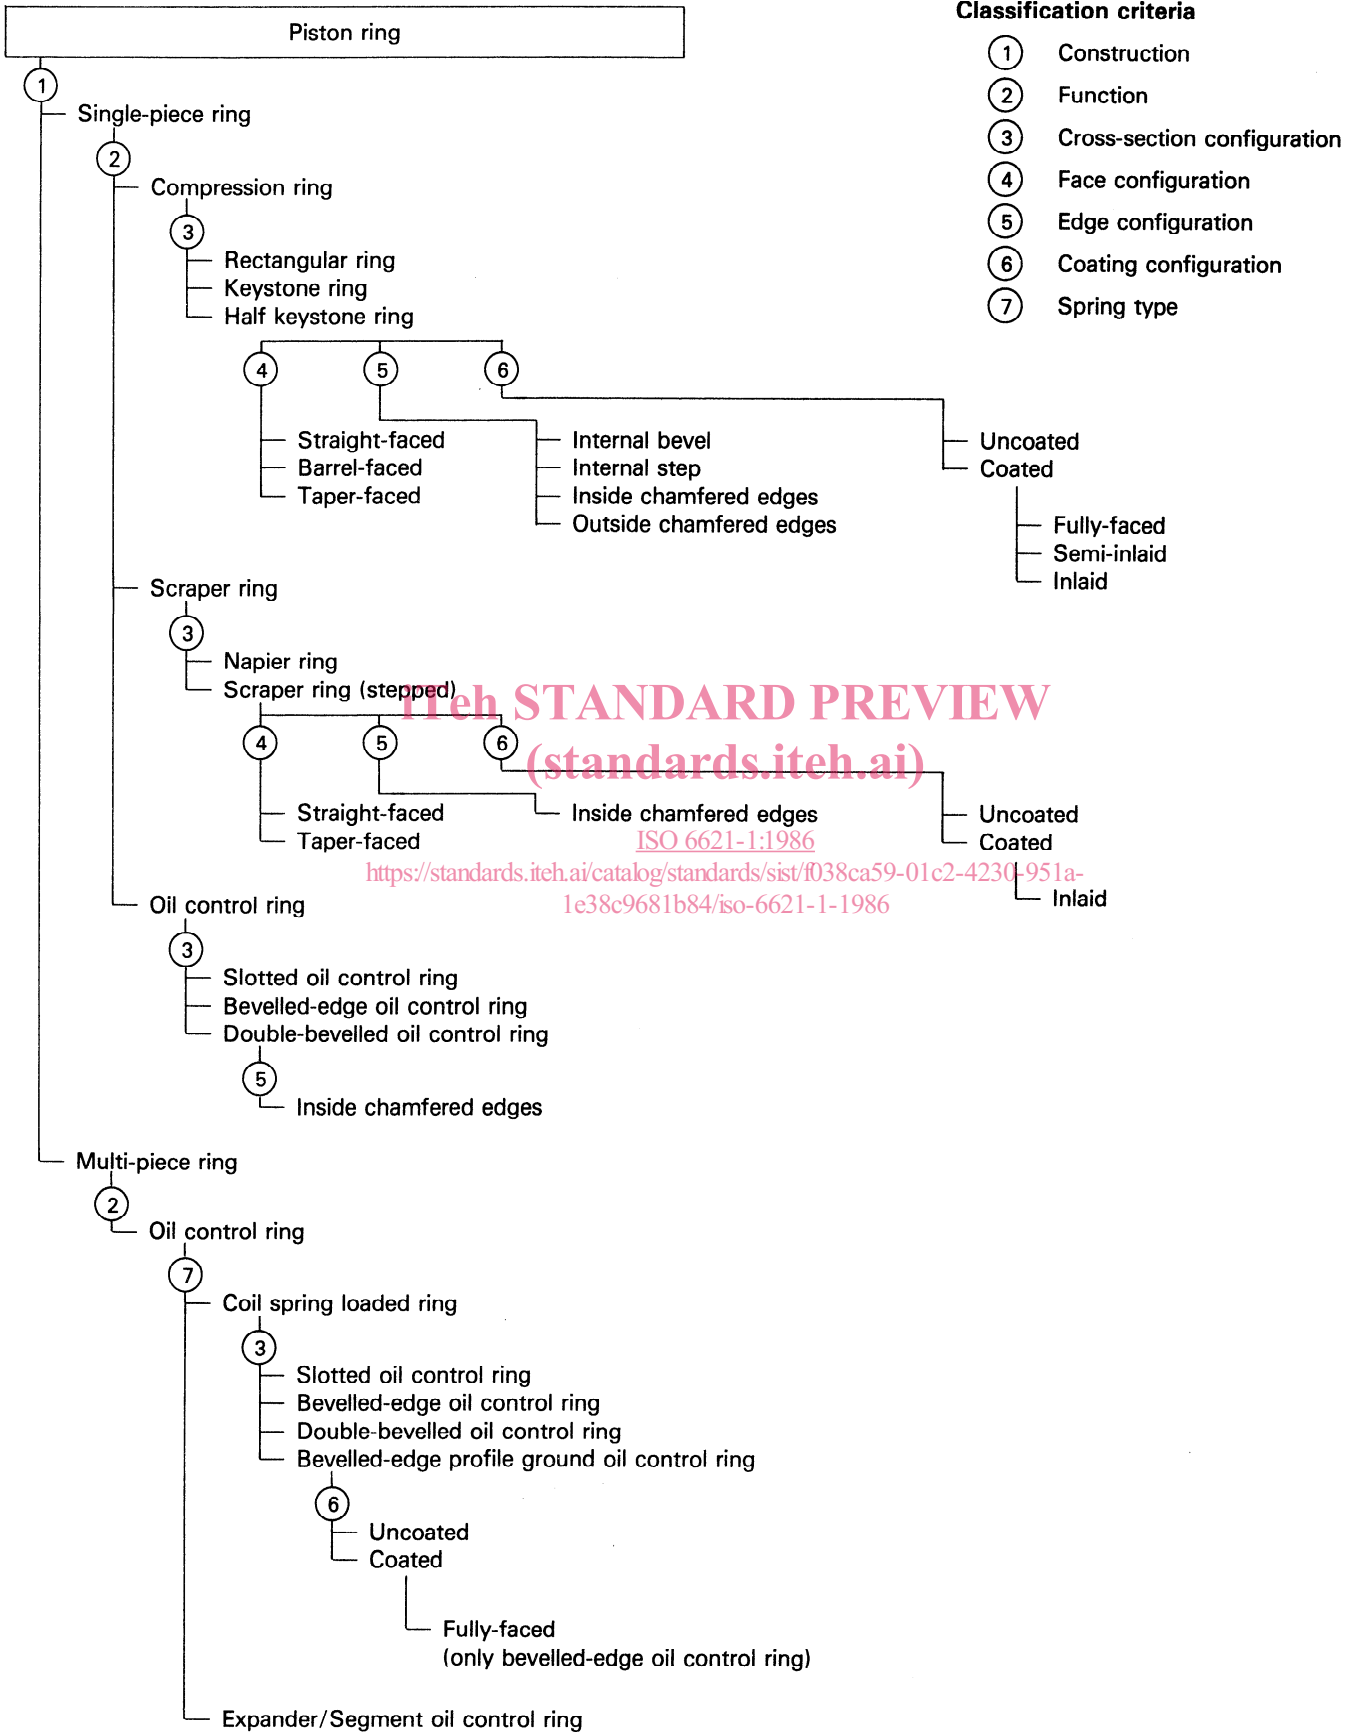 Piston ring
Classification criteria
1 Construction
2 Function
3 Cross-section configuration
4 Face configuration
5 Edge configuration
6 Coating configuration
7 Spring type
1
Single-piece ring
2
Compression ring
3
Rectangular ring
Keystone ring
Half keystone ring
4 5 6
Straight-faced
Barrel-faced
Taper-faced
Internal bevel
Internal step
Inside chamfered edges
Outside chamfered edges
Uncoated
Coated
Fully-faced
Semi-inlaid
Inlaid
Scraper ring
3
Napier ring
Scraper ring (stepped)
iTeh STANDARD PREVIEW
(standards.iteh.ai)
4 5 6
Straight-faced
Taper-faced
Inside chamfered edges
Uncoated
Coated
Inlaid
ISO 6621-1:1986
https://standards.iteh.ai/catalog/standards/sist/f038ca59-01c2-4230-951a-
1e38c9681b84/iso-6621-1-1986
Oil control ring
3
Slotted oil control ring
Bevelled-edge oil control ring
Double-bevelled oil control ring
5
Inside chamfered edges
Multi-piece ring
2
Oil control ring
7
Coil spring loaded ring
3
Slotted oil control ring
Bevelled-edge oil control ring
Double-bevelled oil control ring
Bevelled-edge profile ground oil control ring
6
Uncoated
Coated
Fully-faced
(only bevelled-edge oil control ring)
Expander/Segment oil control ring